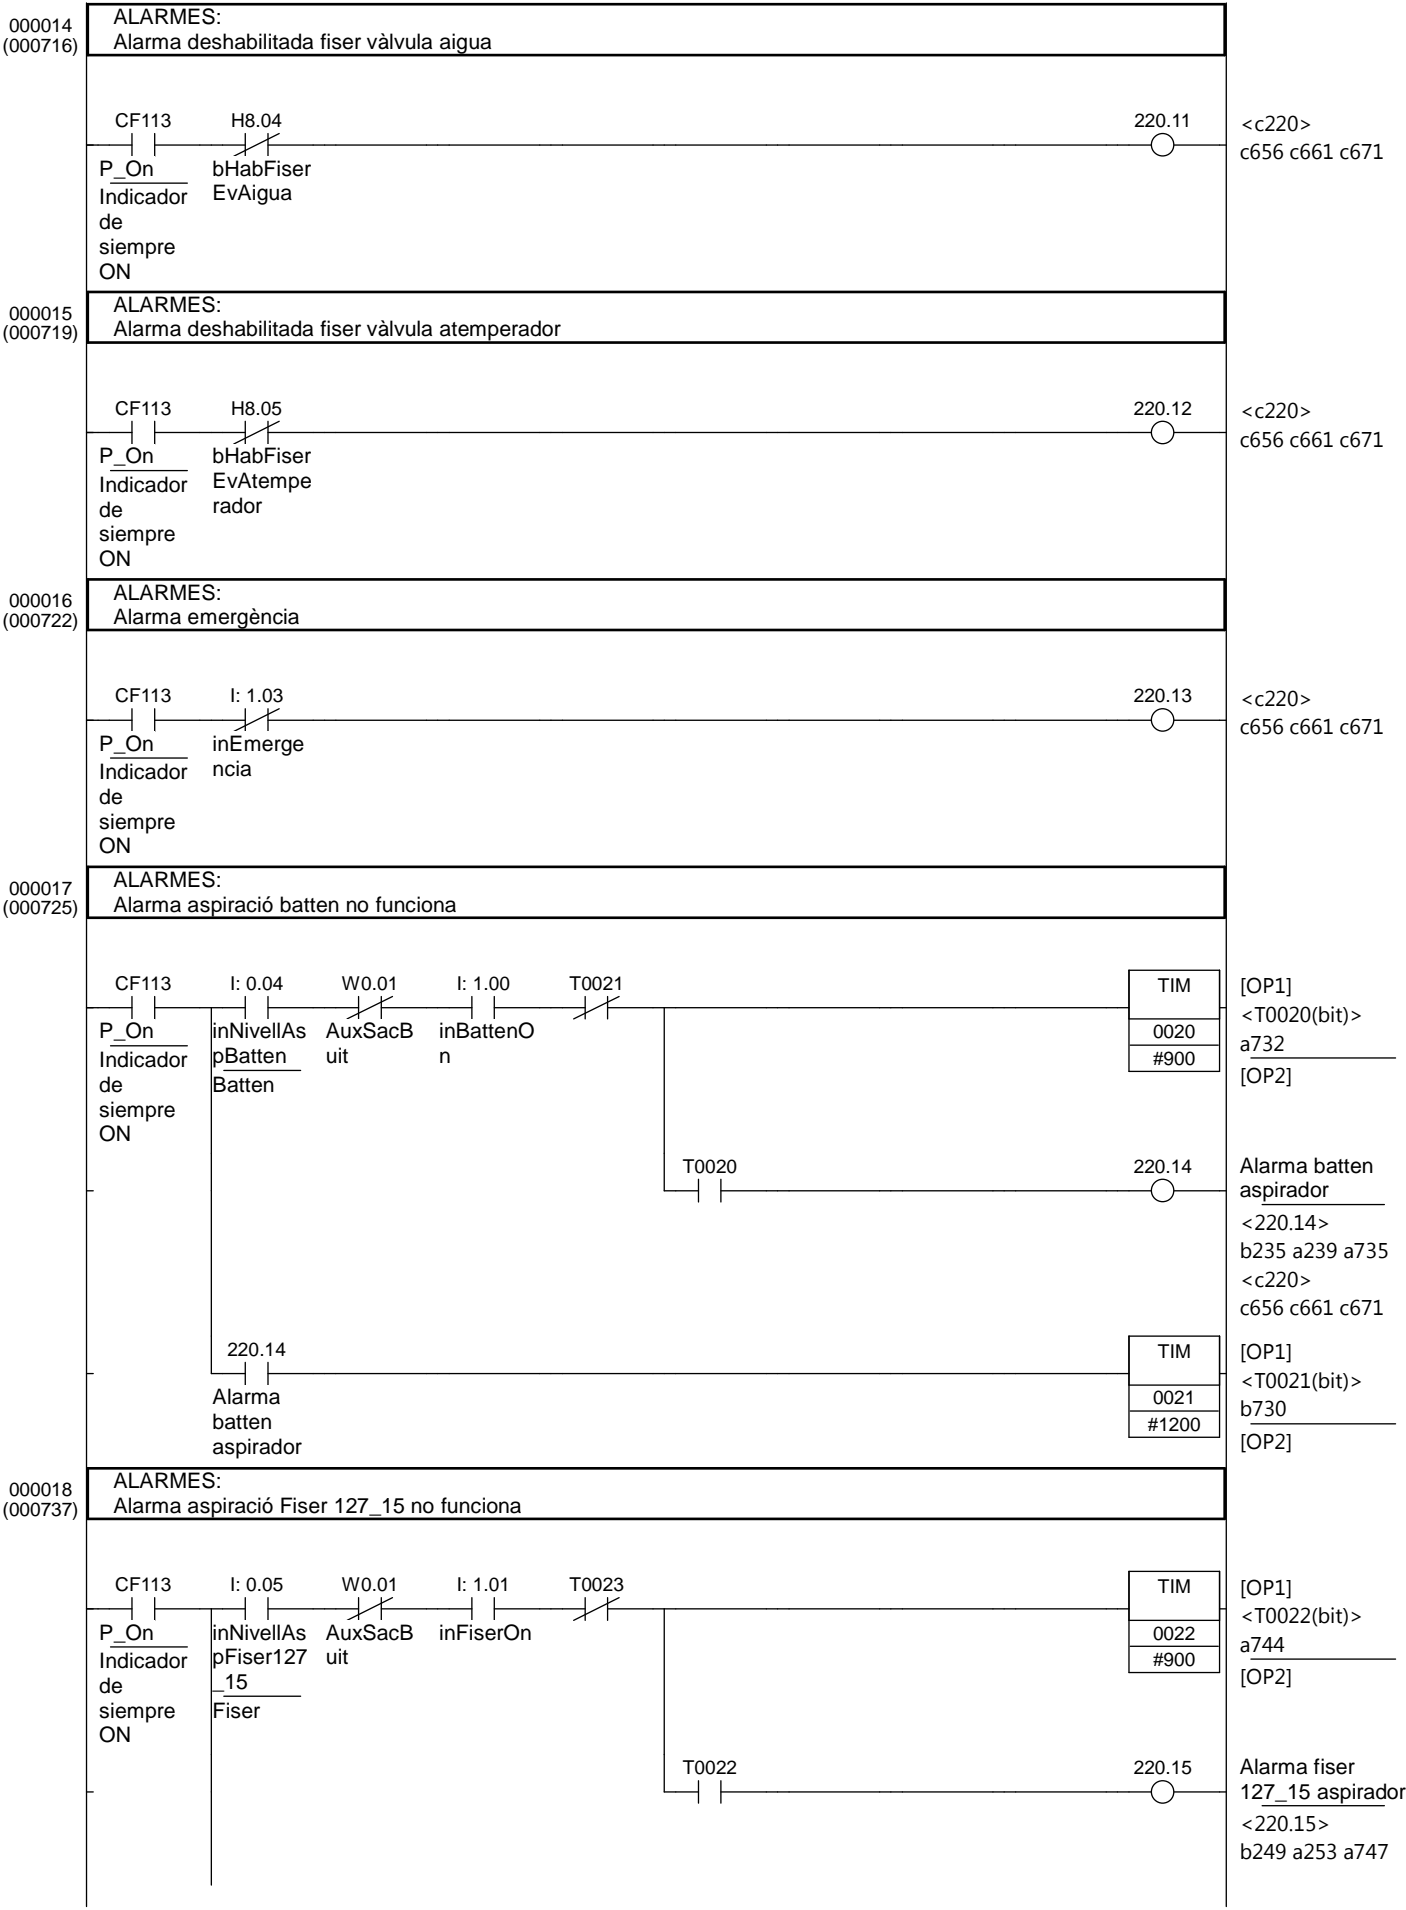 000014
(000716)
ALARMES:
Alarma deshabilitada fiser vàlvula aigua
CF113
H8.04
220.11
<c220>
c656 c661 c671
P_On
Indicador
de
siempre
ON
bHabFiser
EvAigua
000015
(000719)
ALARMES:
Alarma deshabilitada fiser vàlvula atemperador
CF113
H8.05
220.12
<c220>
c656 c661 c671
P_On
Indicador
de
siempre
ON
bHabFiser
EvAtempe
rador
000016
(000722)
ALARMES:
Alarma emergència
CF113
I: 1.03
220.13
<c220>
c656 c661 c671
P_On
Indicador
de
siempre
ON
inEmerge
ncia
000017
(000725)
ALARMES:
Alarma aspiració batten no funciona
CF113
I: 0.04
W0.01
I: 1.00
T0021
TIM
0020
#900
[OP1]
<T0020(bit)>
a732
[OP2]
P_On
Indicador
de
siempre
ON
inNivellAs
pBatten
Batten
AuxSacB
uit
inBattenO
n
T0020
220.14
Alarma batten
aspirador
<220.14>
b235 a239 a735
<c220>
c656 c661 c671
220.14
Alarma
batten
aspirador
TIM
0021
#1200
[OP1]
<T0021(bit)>
b730
[OP2]
000018
(000737)
ALARMES:
Alarma aspiració Fiser 127_15 no funciona
CF113
I: 0.05
W0.01
I: 1.01
T0023
TIM
0022
#900
[OP1]
<T0022(bit)>
a744
[OP2]
P_On
Indicador
de
siempre
ON
inNivellAs
pFiser127
_15
Fiser
AuxSacB
uit
inFiserOn
T0022
220.15
Alarma fiser
127_15 aspirador
<220.15>
b249 a253 a747